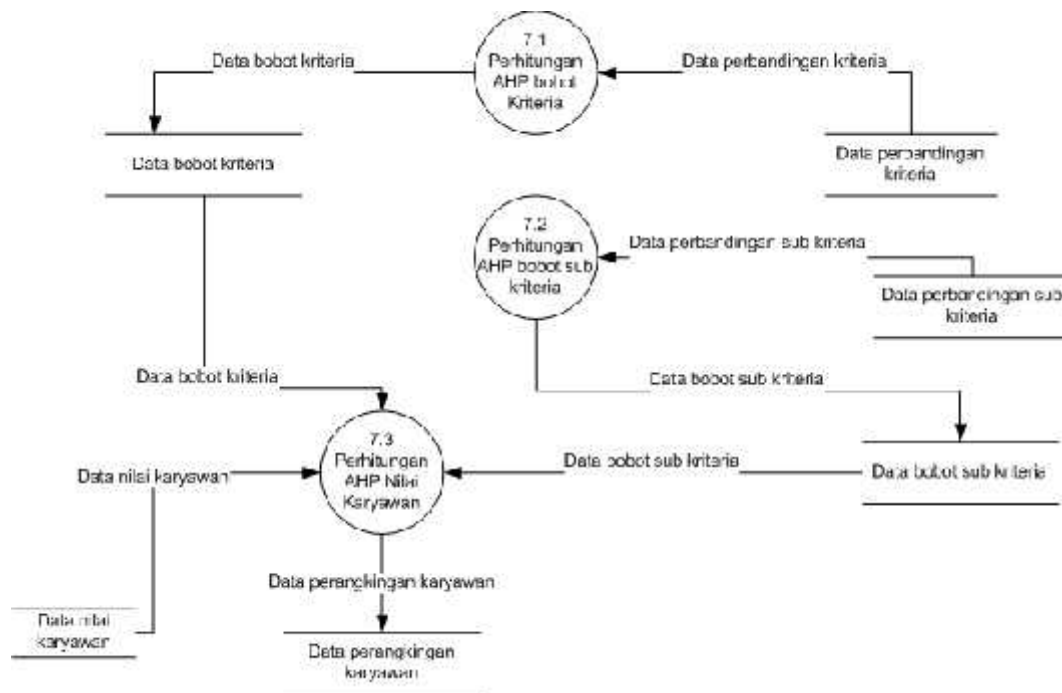 7.1
Perhitungan
AHP bobot
Kriteria
Data bobot kriteria
Data perbandingan kriteria
Data bobot kriteria
Data perbandingan
kriteria
7.2
Perhitungan
AHP bobot sub
kriteria
Data perbandingan sub kriteria
Data perbandingan sub
kriteria
Data bobot kriteria
Data bobot sub kriteria
7.3
Perhitungan
AHP Nilai
Karyawan
Data nilai karyawan
Data bobot sub kriteria
Data bobot sub kriteria
Data perangkingan karyawan
Data nilai
karyawan
Data perangkingan
karyawan